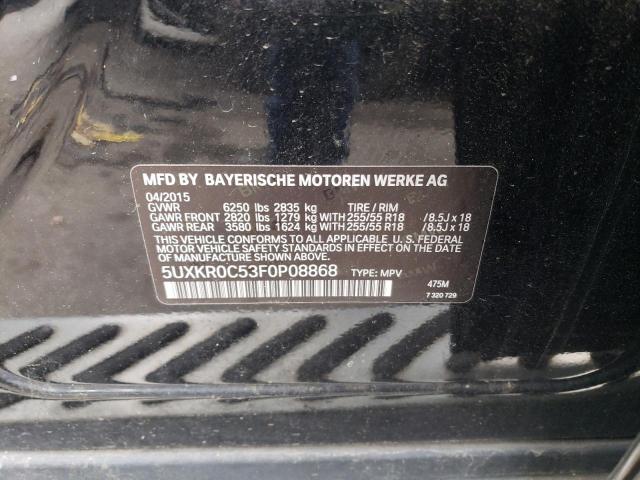 MFD BY BAYERISCHE MOTOREN WERKE AG
04/2015
GVWR 6250 lbs 2835 kg TIRE / RIM
GAWR FRONT 2820 lbs 1279 kg WITH 255/55 R18 /8.5J x 18
GAWR REAR 3580 lbs 1624 kg WITH 255/55 R18 /8.5J x 18
THIS VEHICLE CONFORMS TO ALL APPLICABLE U. S. FEDERAL
MOTOR VEHICLE SAFETY STANDARDS IN EFFECT ON THE
DATE OF MANUFACTURE SHOWN ABOVE.
5UXKR0C53F0P08868 TYPE: MPV
475M
7 320 729